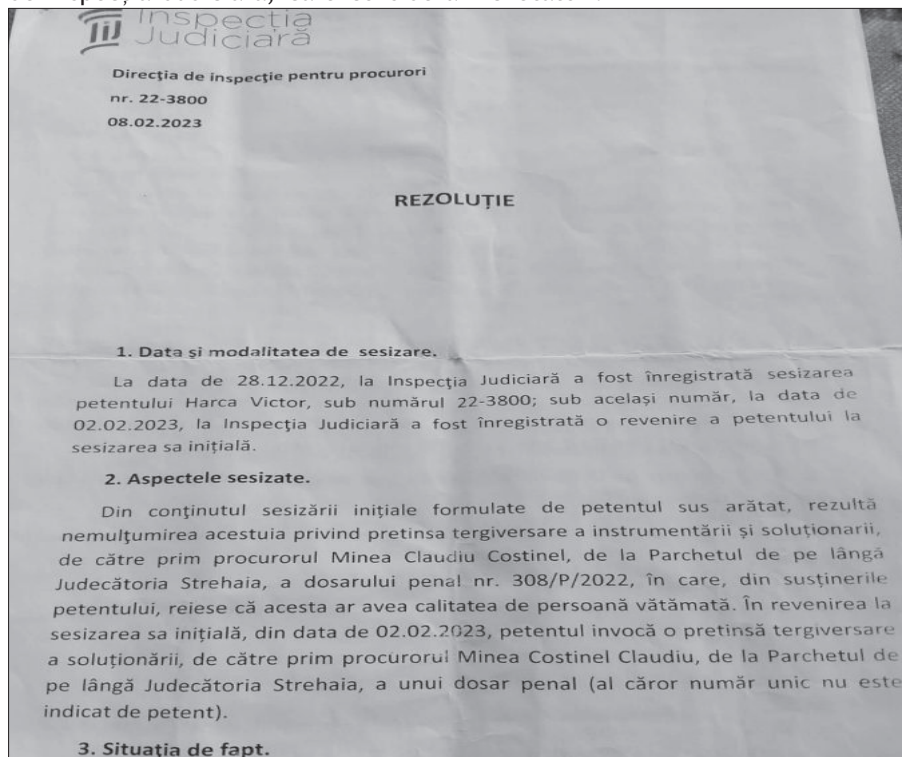 Inspecția
Judiciară
Direcția de inspecție pentru procurori
nr. 22-3800
08.02.2023
REZOLUȚIE
1. Data și modalitatea de sesizare.
La data de 28.12.2022, la Inspecția Judiciară a fost înregistrată sesizarea
petentului Harca Victor, sub numărul 22-3800; sub același număr, la data de
02.02.2023, la Inspecția Judiciară a fost înregistrată o revenire a petentului la
sesizarea sa inițială.
2. Aspectele sesizate.
Din conținutul sesizării inițiale formulate de petentul sus arătat, rezultă
nemulțumirea acestuia privind pretinsa tergiversare a instrumentării și soluționarii,
de către prim procurorul Minea Claudiu Costinel, de la Parchetul de pe lângă
Judecătoria Strehaia, a dosarului penal nr. 308/P/2022, în care, din susținerile
petentului, reiese că acesta ar avea calitatea de persoană vătămată. În revenirea la
sesizarea sa inițială, din data de 02.02.2023, petentul invocă o pretinsă tergiversare
a soluționării, de către prim procurorul Minea Costinel Claudiu, de la Parchetul de
pe lângă Judecătoria Strehaia, a unui dosar penal (al căror număr unic nu este
indicat de petent).
3. Situația de fapt.